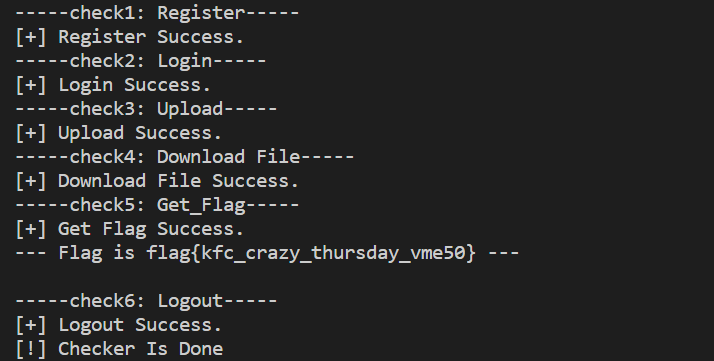 -----check1: Register-----
[+] Register Success.
-----check2: Login-----
[+] Login Success.
-----check3: Upload-----
[+] Upload Success.
-----check4: Download File-----
[+] Download File Success.
-----check5: Get_Flag-----
[+] Get Flag Success.
--- Flag is flag{kfc_crazy_thursday_vme50} ---
-----check6: Logout-----
[+] Logout Success.
[!] Checker Is Done